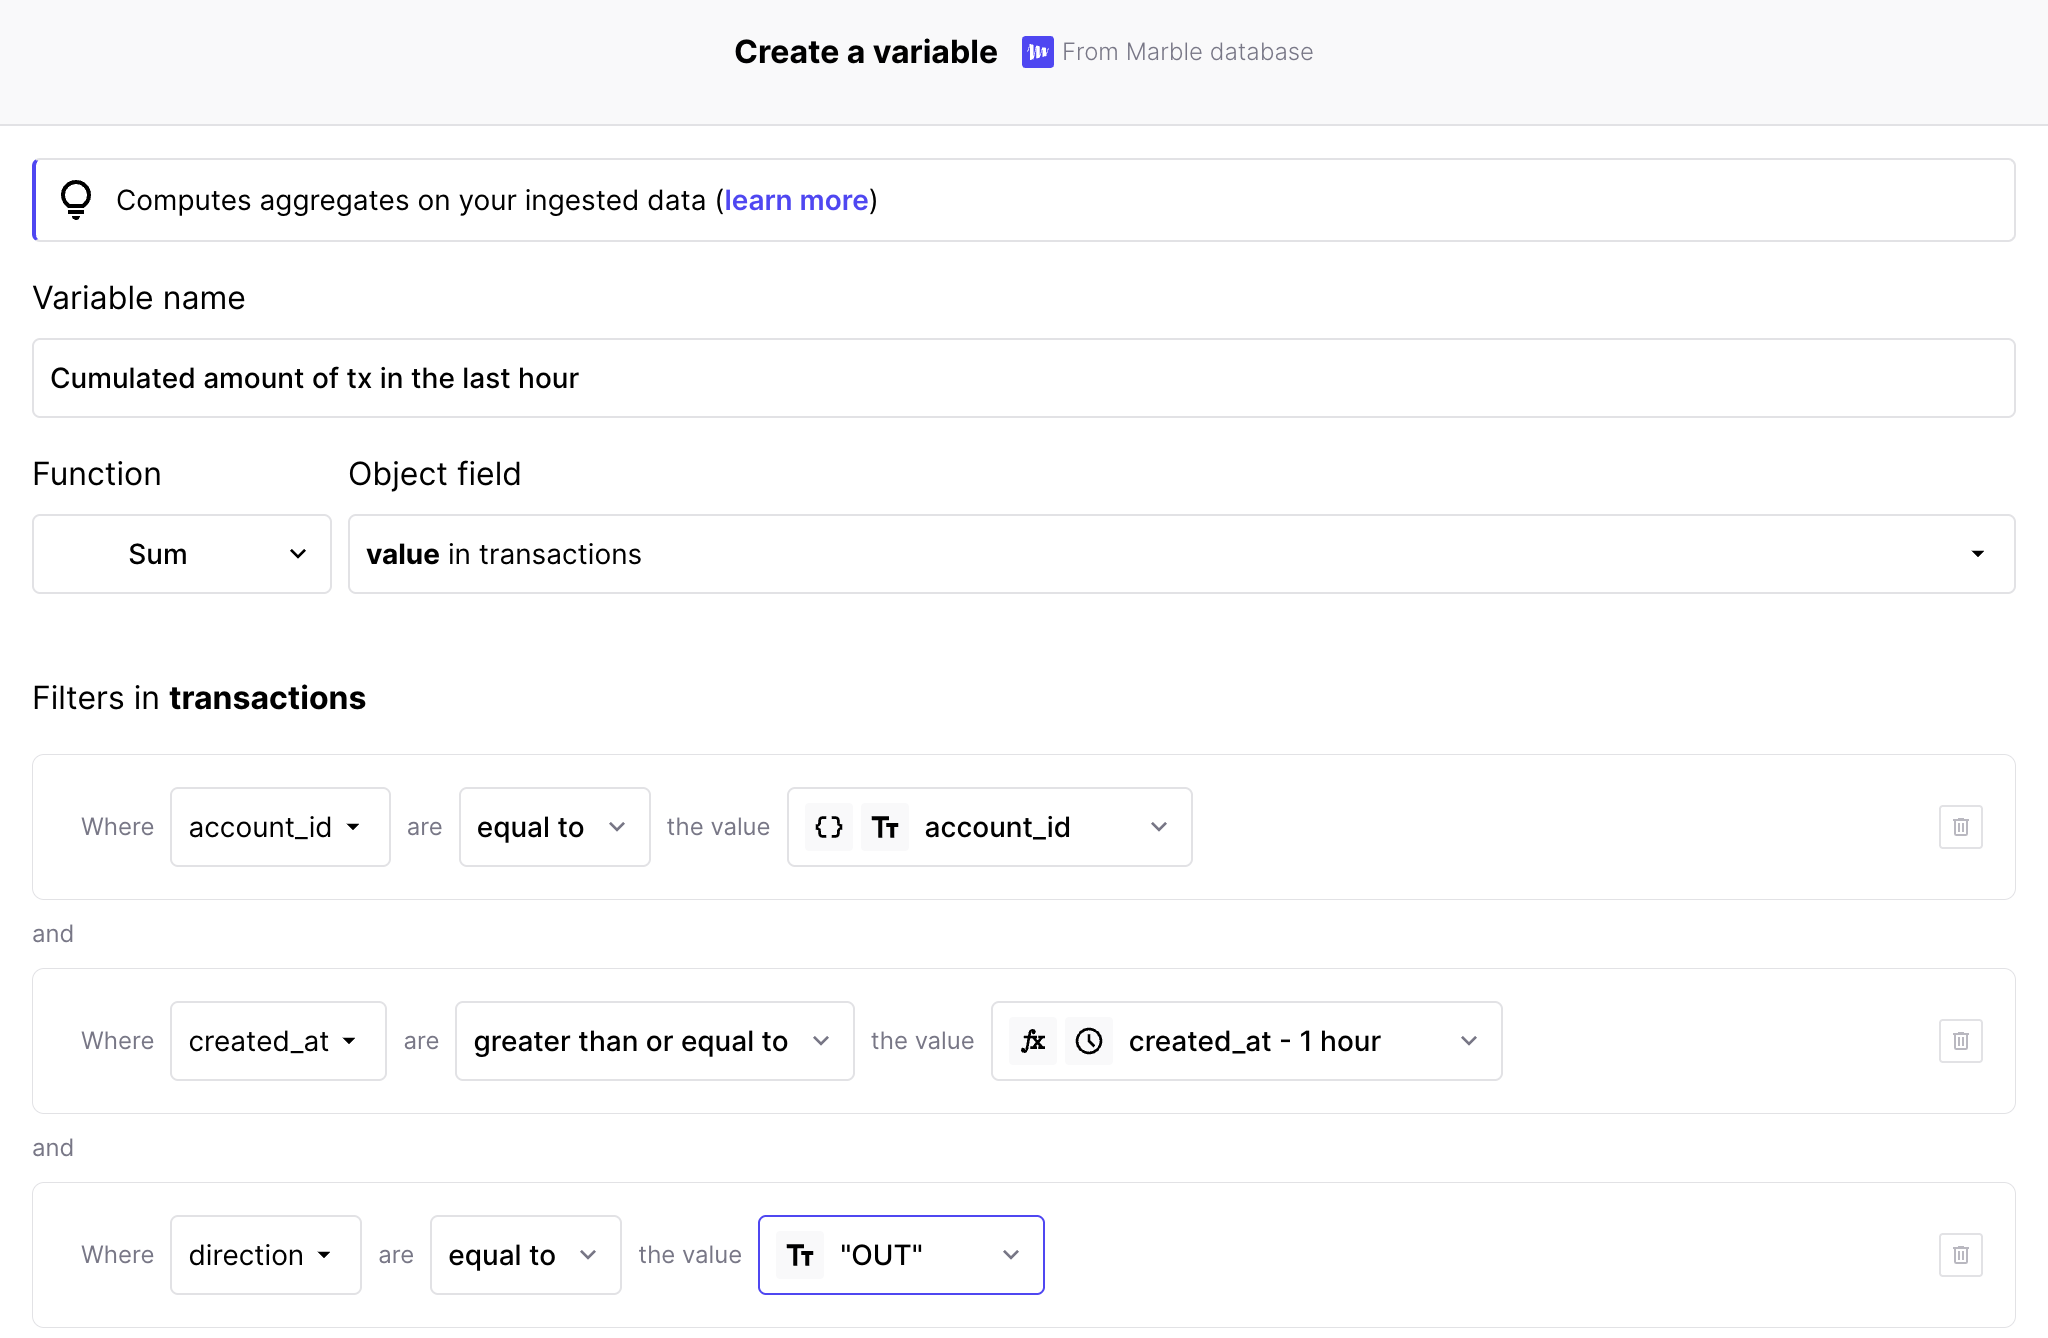 Create a variable From Marble database
Computes aggregates on your ingested data (learn more)
Variable name
Cumulated amount of tx in the last hour
Function Object field
Sum value in transactions
Filters in transactions
Where account_id are equal to the value {} Tт account_id
and
Where created_at are greater than or equal to the value fx created_at - 1 hour
and
Where direction are equal to the value Tт "OUT"